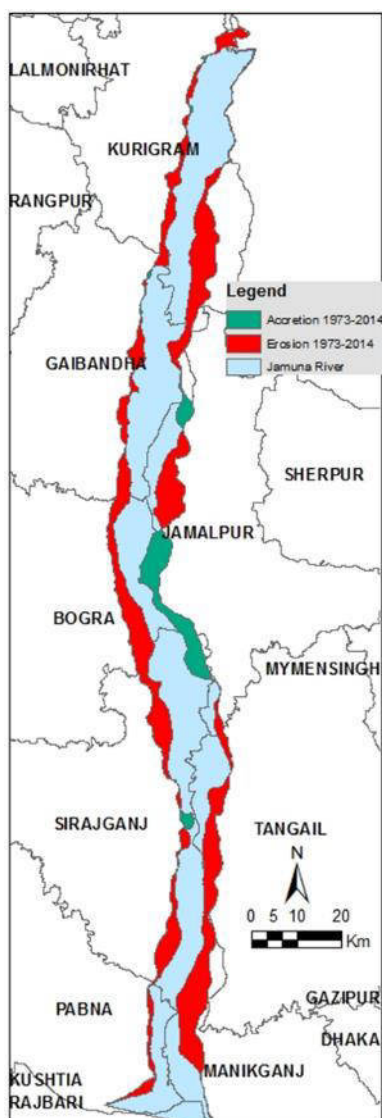 LALMONIRHAT
KURIGRAM
RANGPUR
Legend
Accretion 1973-2014
Erosion 1973-2014
Jamuna River
GAIBANDHA
SHERPUR
JAMALPUR
BOGRA
MYMENSINGH
SIRAJGANJ
TANGAIL
N
0 5 10 20
Km
GAZIPUR
PABNA
DHAKA
MANIKGANJ
KUSHTIA
RAJBARI